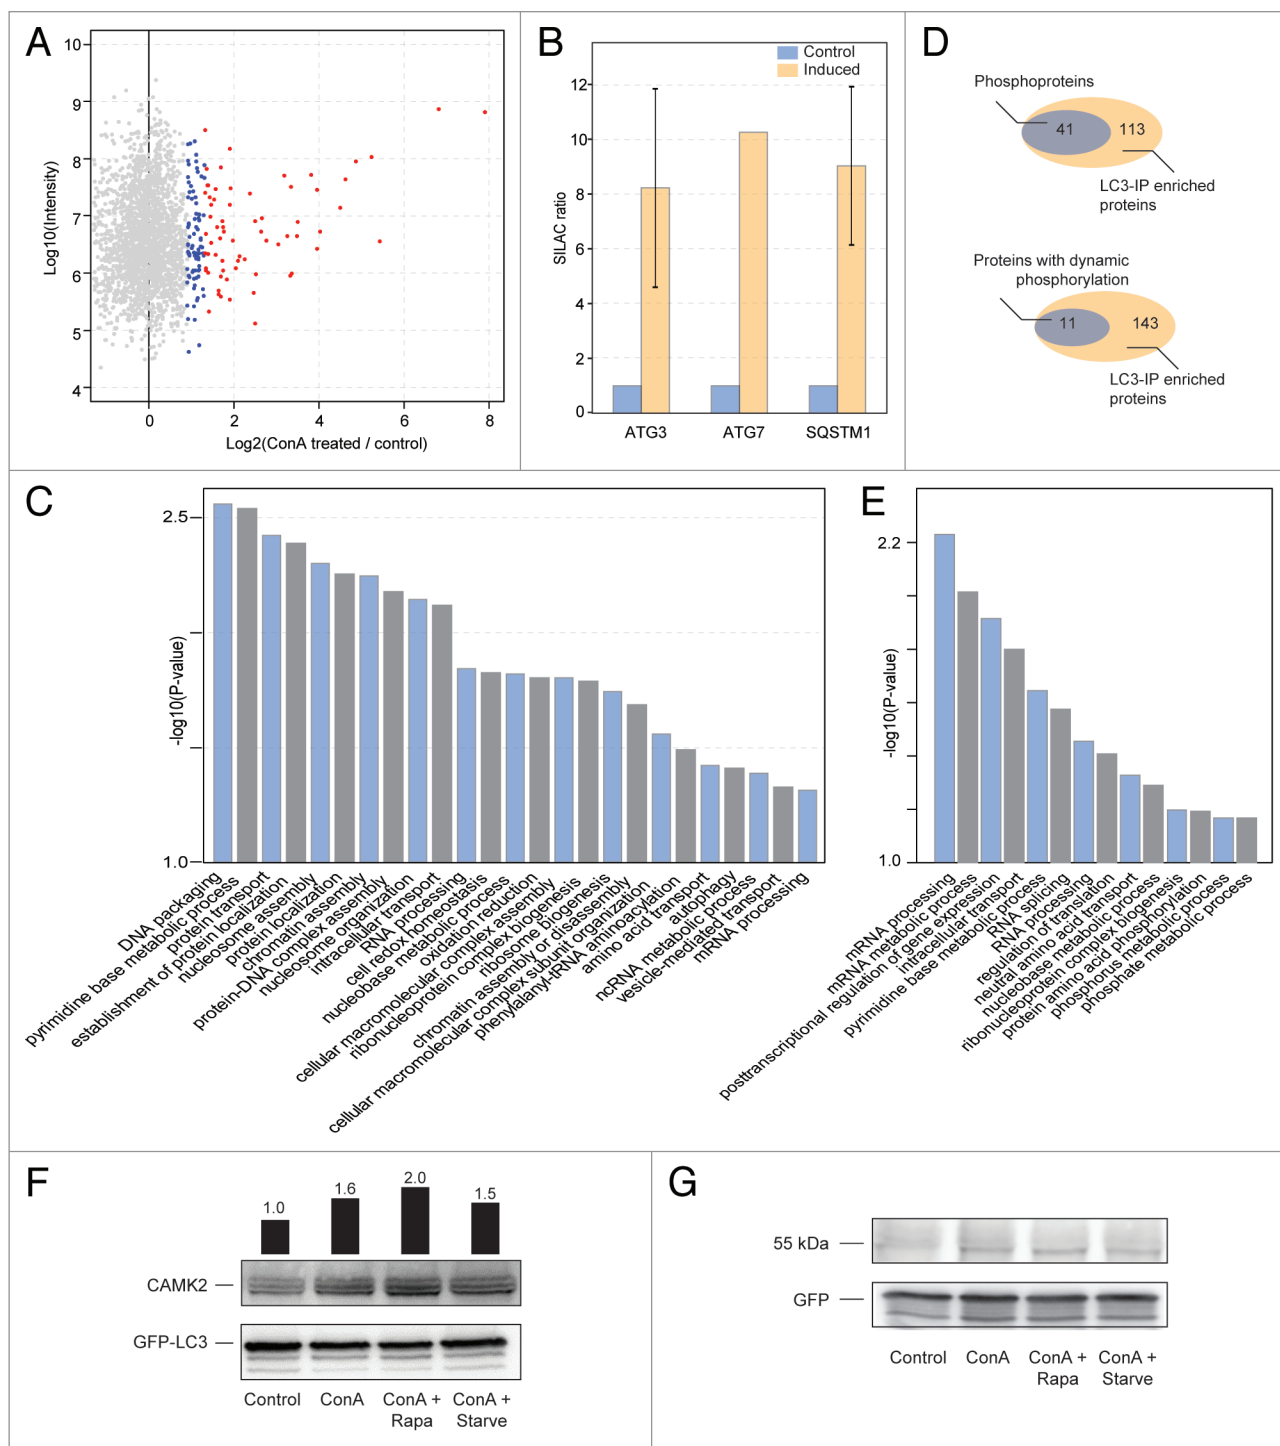 A
10
9
8
7
6
5
4
Log10(Intensity)
0
2
4
6
8
Log2(ConA treated / control)
B
Control
Induced
12
10
8
6
4
2
0
SILAC ratio
ATG3
ATG7
SQSTM1
D
Phosphoproteins
41
113
LC3-IP enriched
proteins
Proteins with dynamic
phosphorylation
11
143
LC3-IP enriched
proteins
C
2.5
-log10(P-value)
1.0
DNA packaging
pyrimidine base metabolic process
protein transport
establishment of protein localization
nucleosome assembly
protein localization
chromatin assembly
protein-DNA complex assembly
nucleosome organization
intracellular transport
RNA processing
cell redox homeostasis
nucleobase metabolic process
oxidation reduction
cellular macromolecular complex assembly
ribonucleoprotein complex biogenesis
ribosome biogenesis
chromatin assembly or disassembly
cellular macromolecular complex subunit organization
phenylalanyl-tRNA aminoacylation
amino acid transport
autophagy
ncRNA metabolic process
vesicle-mediated transport
mRNA processing
E
2.2
-log10(P-value)
1.0
mRNA processing
mRNA metabolic process
posttranscriptional regulation of gene expression
intracellular transport
pyrimidine base metabolic process
RNA splicing
RNA processing
regulation of translation
neutral amino acid transport
nucleobase metabolic process
ribonucleoprotein complex biogenesis
protein amino acid phosphorylation
phosphorus metabolic process
phosphate metabolic process
F
1.0
1.6
2.0
1.5
CAMK2
GFP-LC3
Control
ConA
ConA +
Rapa
ConA +
Starve
G
55 kDa
GFP
Control
ConA
ConA +
Rapa
ConA +
Starve